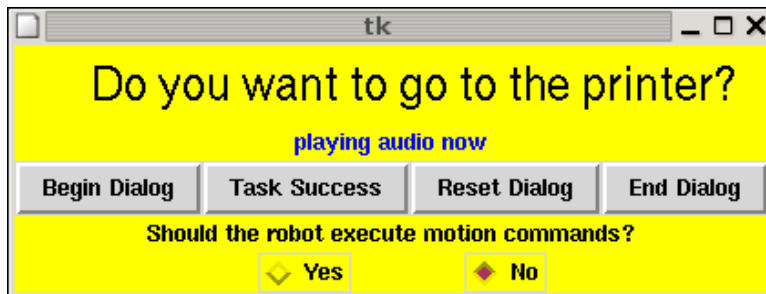 tk
Do you want to go to the printer?
playing audio now
Begin Dialog Task Success Reset Dialog End Dialog
Should the robot execute motion commands?
Yes No